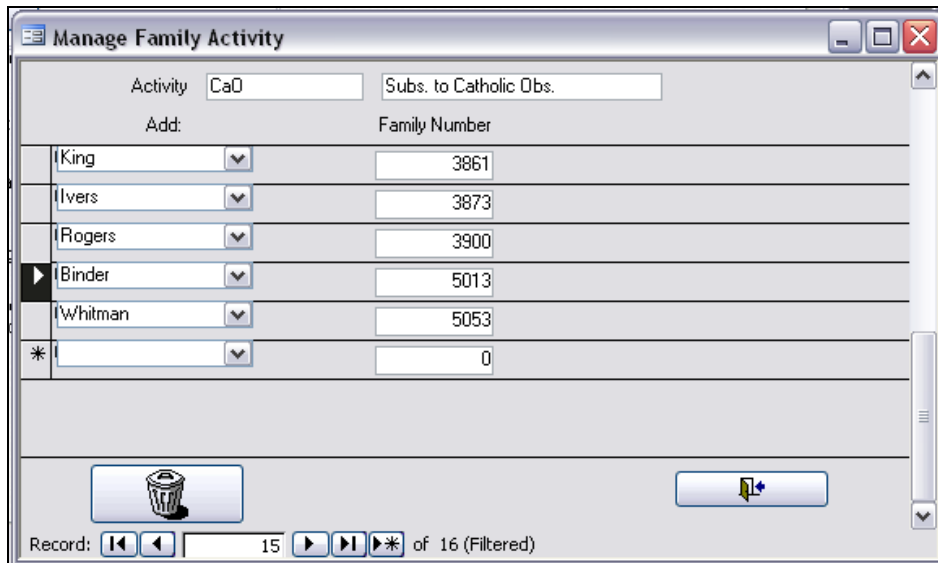 Manage Family Activity
Activity CaO Subs. to Catholic Obs.
Add: Family Number
King 3861
Ivers 3873
Rogers 3900
Binder 5013
Whitman 5053
0
Record: 15 of 16 (Filtered)